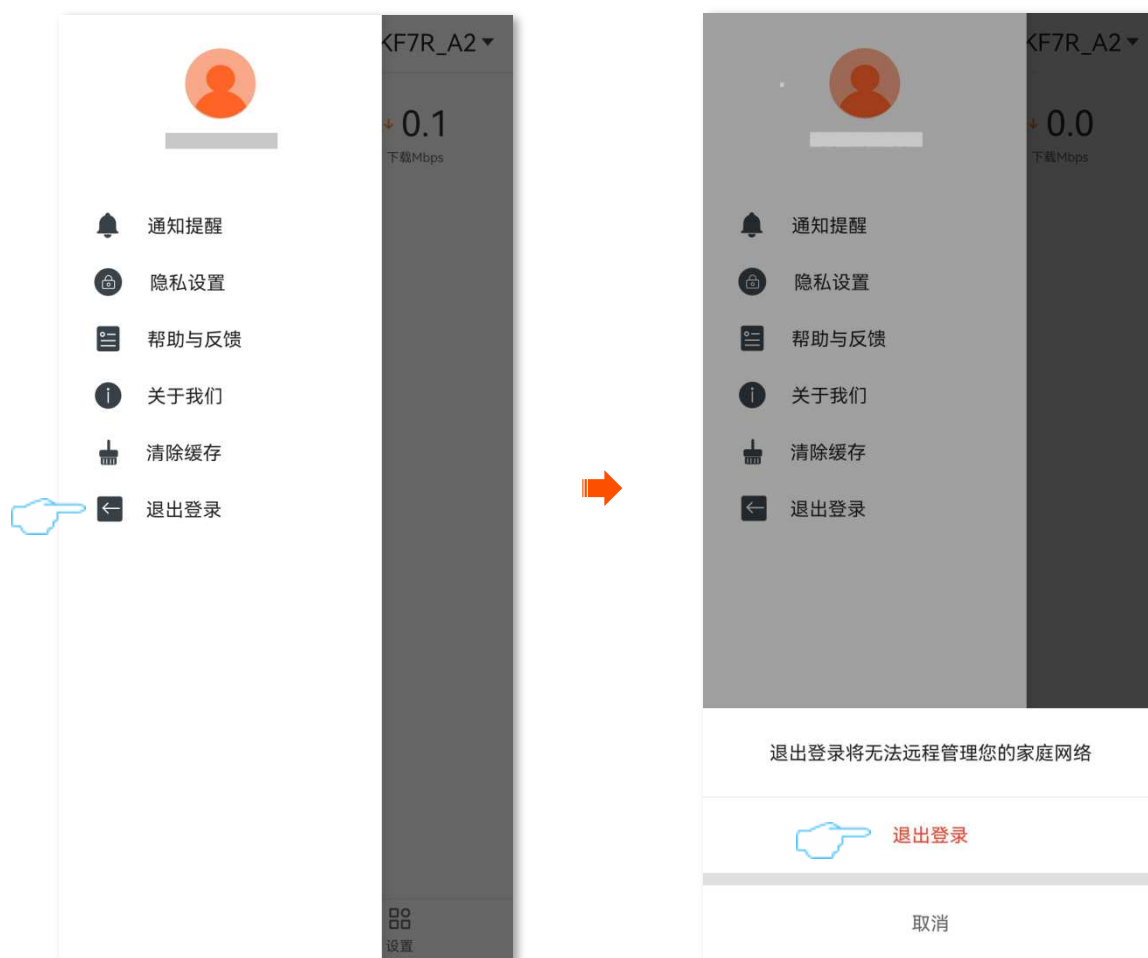 KF7R_A2
0.1
下载Mbps
通知提醒
隐私设置
帮助与反馈
关于我们
清除缓存
退出登录
设置
KF7R_A2
0.0
下载Mbps
通知提醒
隐私设置
帮助与反馈
关于我们
清除缓存
退出登录
退出登录将无法远程管理您的家庭网络
退出登录
取消